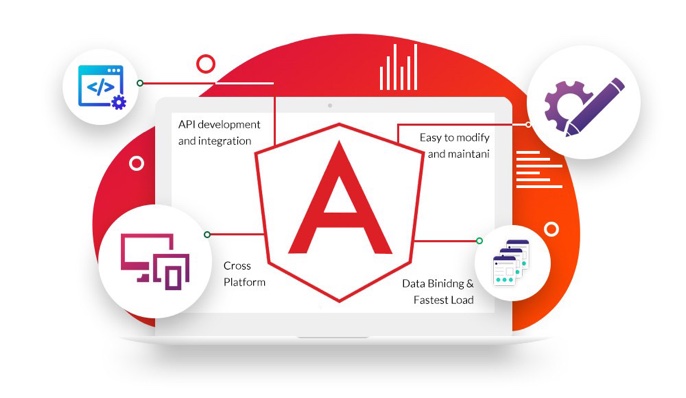 API development
and integration
Easy to modify
and maintani
Cross
Platform
Data Binidng &
Fastest Load
A